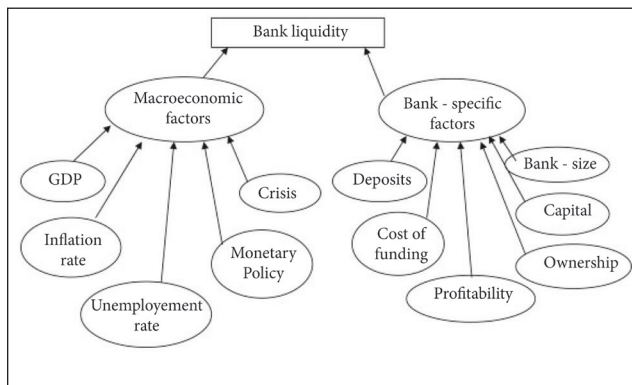 Bank liquidity
Macroeconomic
factors
Bank - specific
factors
GDP
Inflation
rate
Unemployement
rate
Monetary
Policy
Crisis
Deposits
Cost of
funding
Profitability
Ownership
Capital
Bank - size